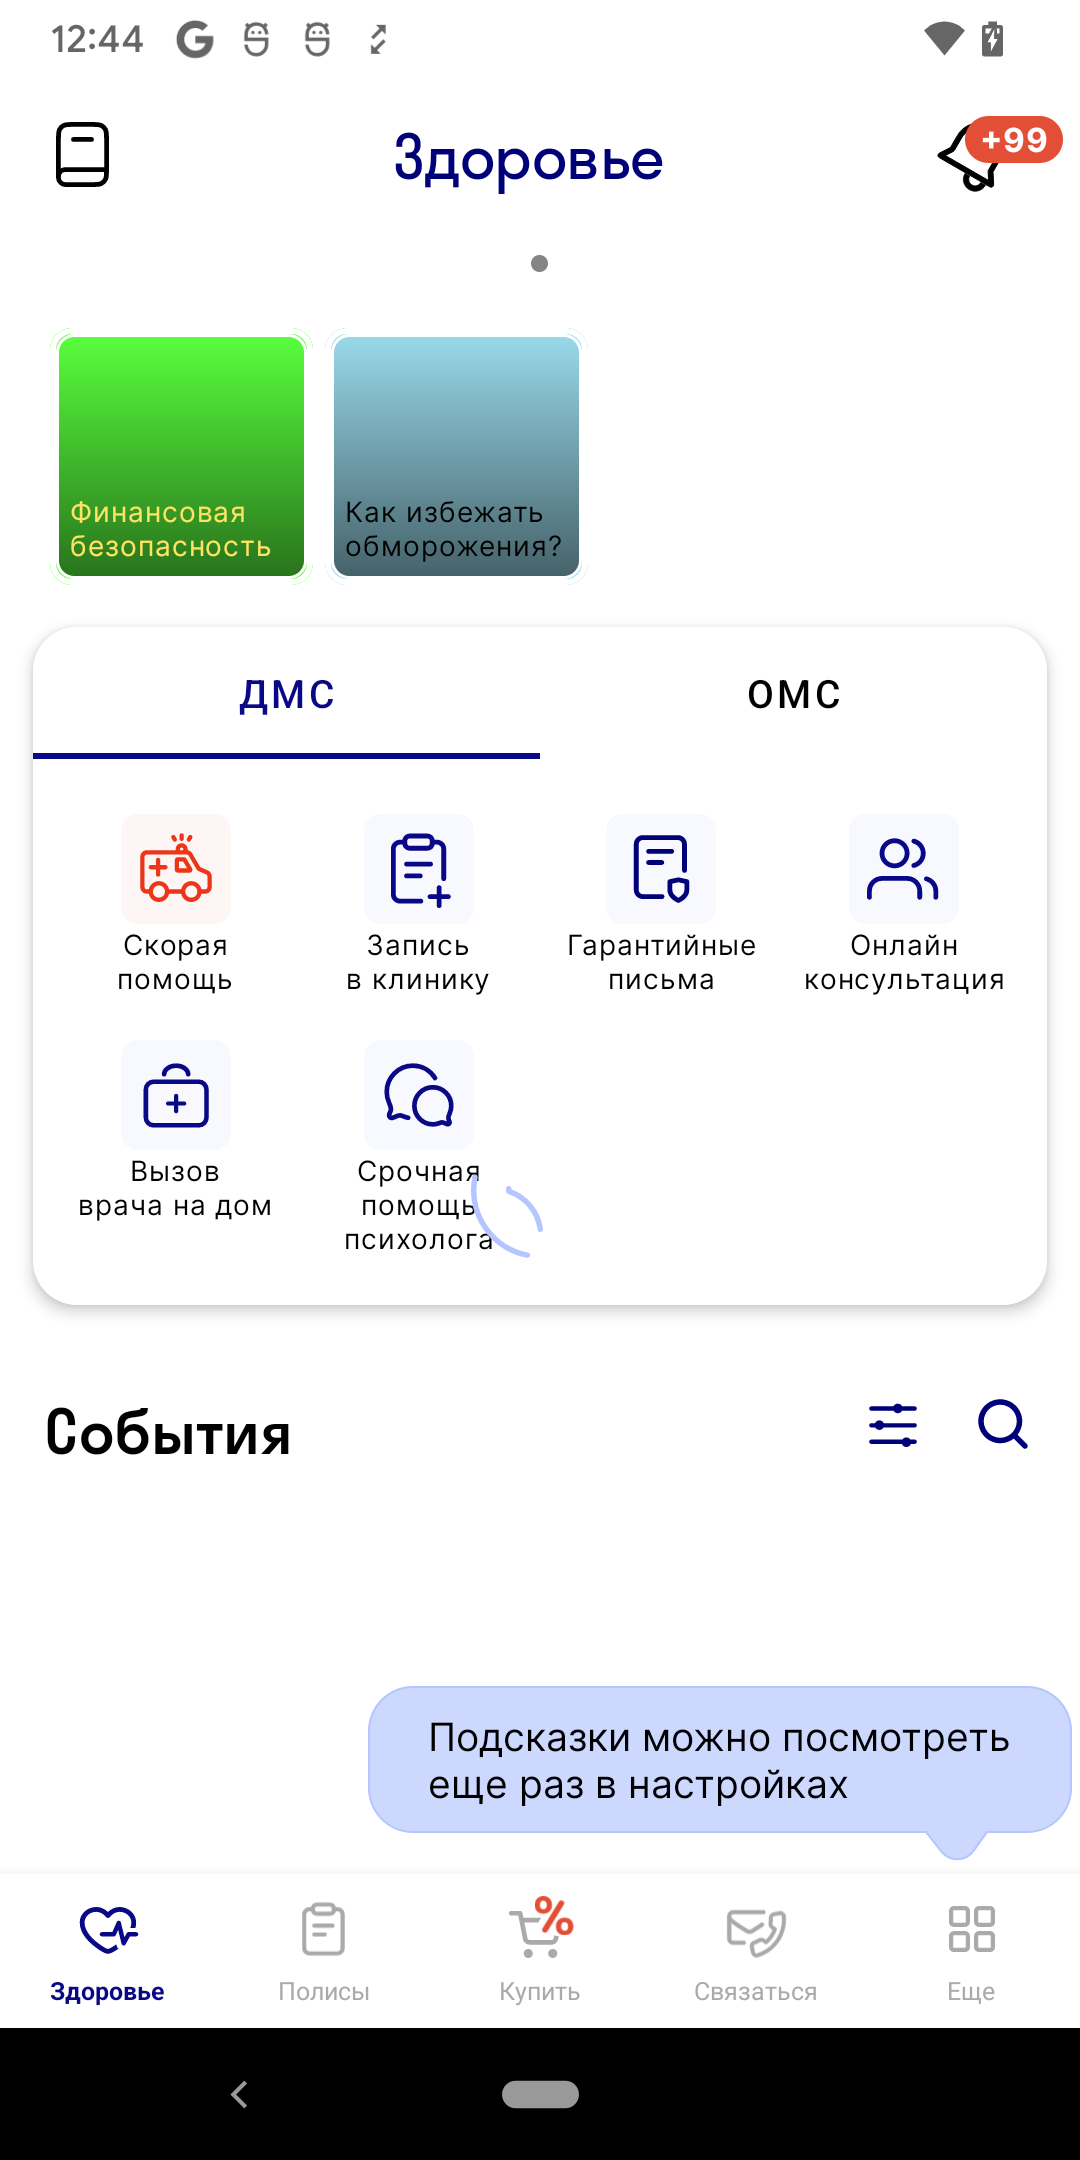 12:44
Здоровье
+99
Финансовая
безопасность
Как избежать
обморожения?
ДМС
ОМС
Скорая
помощь
Запись
в клинику
Гарантийные
письма
Онлайн
консультация
Вызов
врача на дом
Срочная
помощь
психолога
События
Подсказки можно посмотреть
еще раз в настройках
%
Здоровье
Полисы
Купить
Связаться
Еще